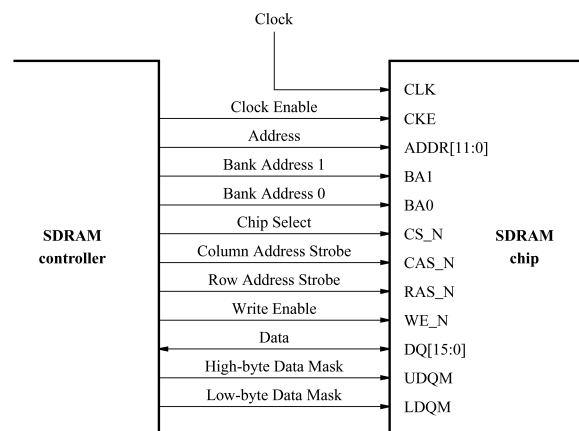 Clock
CLK
Clock Enable
CKE
Address
ADDR[11:0]
Bank Address 1
BA1
Bank Address 0
BA0
Chip Select
CS_N
SDRAM
controller
SDRAM
chip
Column Address Strobe
CAS_N
Row Address Strobe
RAS_N
Write Enable
WE_N
Data
DQ[15:0]
High-byte Data Mask
UDQM
Low-byte Data Mask
LDQM